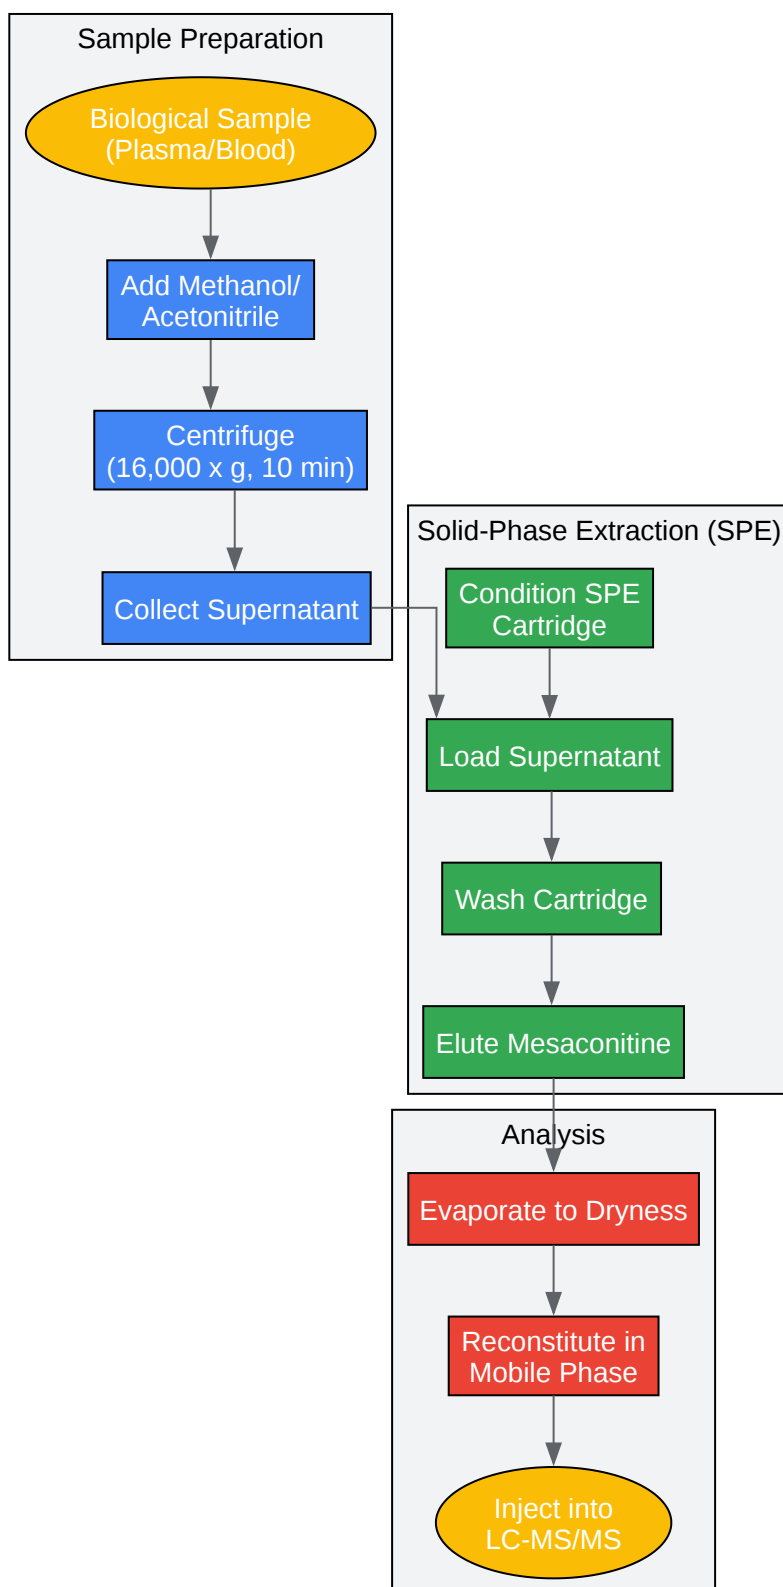 Sample Preparation
Biological Sample
(Plasma/Blood)
Add Methanol/
Acetonitrile
Centrifuge
(16,000 x g, 10 min)
Collect Supernatant
Solid-Phase Extraction (SPE)
Condition SPE
Cartridge
Load Supernatant
Wash Cartridge
Elute Mesaconitine
Analysis
Evaporate to Dryness
Reconstitute in
Mobile Phase
Inject into
LC-MS/MS